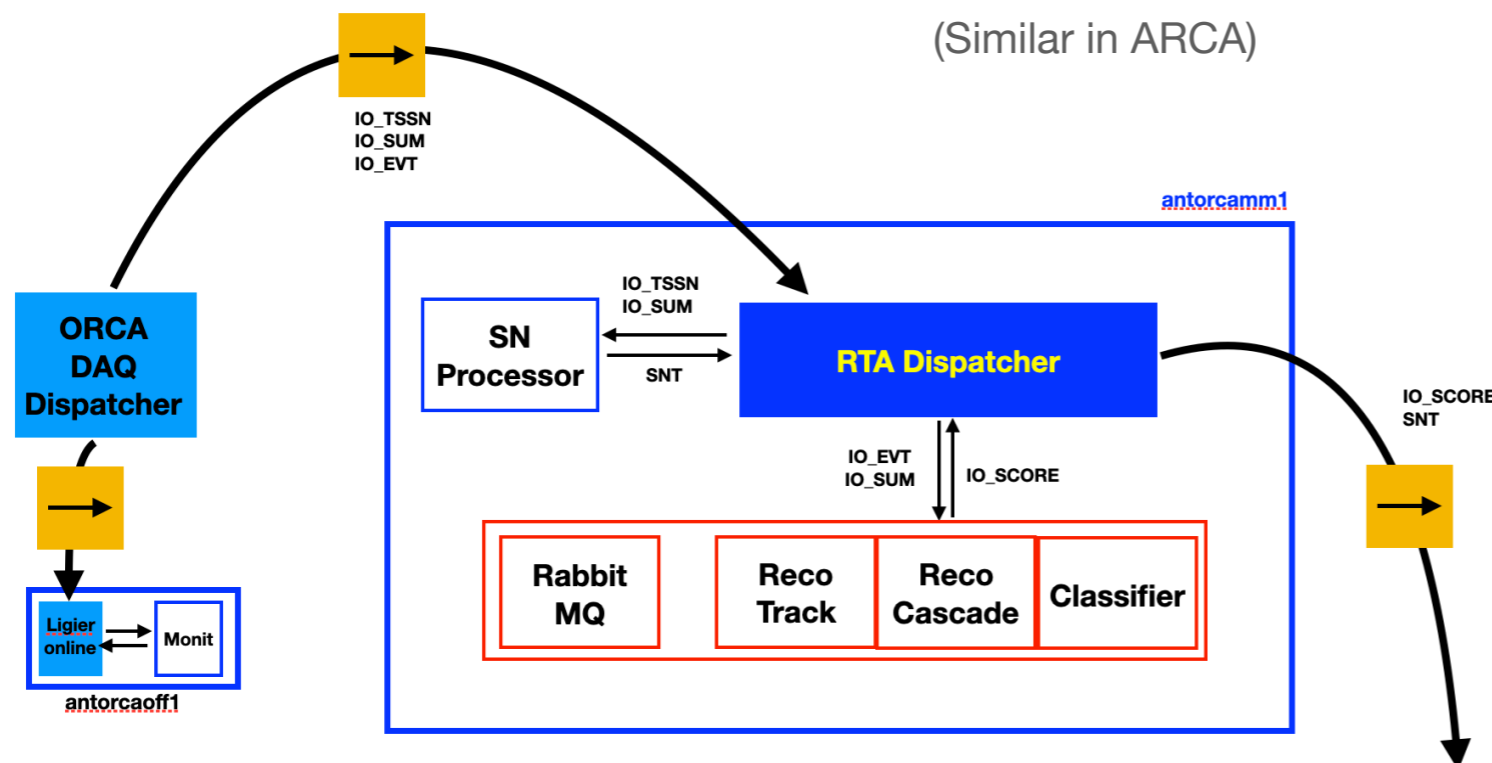 (Similar in ARCA)
IO_TSSN
IO_SUM
IO_EVT
antorcamm1
ORCA
DAQ
Dispatcher
SN
Processor
IO_TSSN
IO_SUM
SNT
RTA Dispatcher
IO_SCORE
SNT
IO_EVT
IO_SUM
IO_SCORE
Rabbit
MQ
Reco
Track
Reco
Cascade
Classifier
Ligier
online
Monit
antorcaoff1